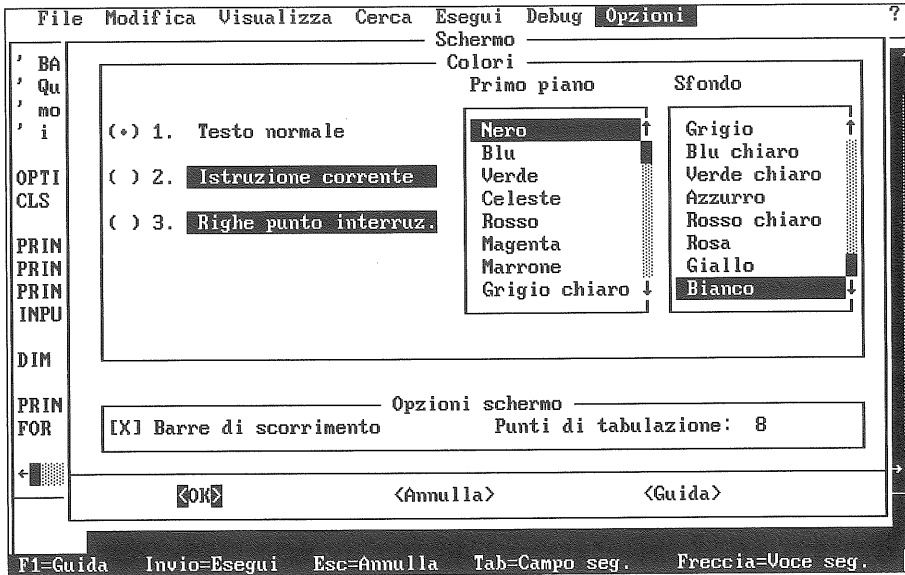 File Modifica Visualizza Cerca Esegui Debug Opzioni ?
Schermo
Colori
' BA
' Qu
' mo
' i
OPTI
CLS
PRIN
PRIN
PRIN
INPU
DIM
PRIN
FOR
Primo piano
Sfondo
(•) 1. Testo normale
( ) 2. Istruzione corrente
( ) 3. Righe punto interruz.
Nero
Blu
Verde
Celeste
Rosso
Magenta
Marrone
Grigio chiaro
Grigio
Blu chiaro
Verde chiaro
Azzurro
Rosso chiaro
Rosa
Giallo
Bianco
Opzioni schermo
[X] Barre di scorrimento Punti di tabulazione: 8
<OK> <Annulla> <Guida>
F1=Guida Invio=Esegui Esc=Annulla Tab=Campo seg. Freccia=Voce seg.